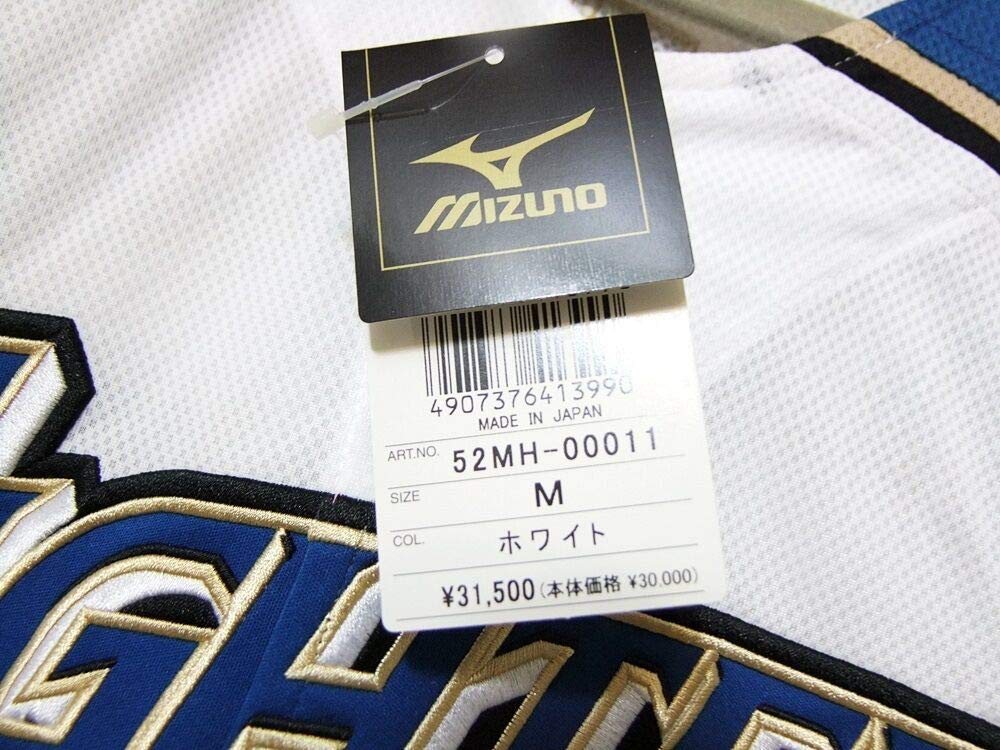 MIZUNO
4907376413990
MADE IN JAPAN
ART.NO. 52MH-00011
SIZE M
COL. ホワイト
¥31,500(本体価格 ¥30,000)
GHTE